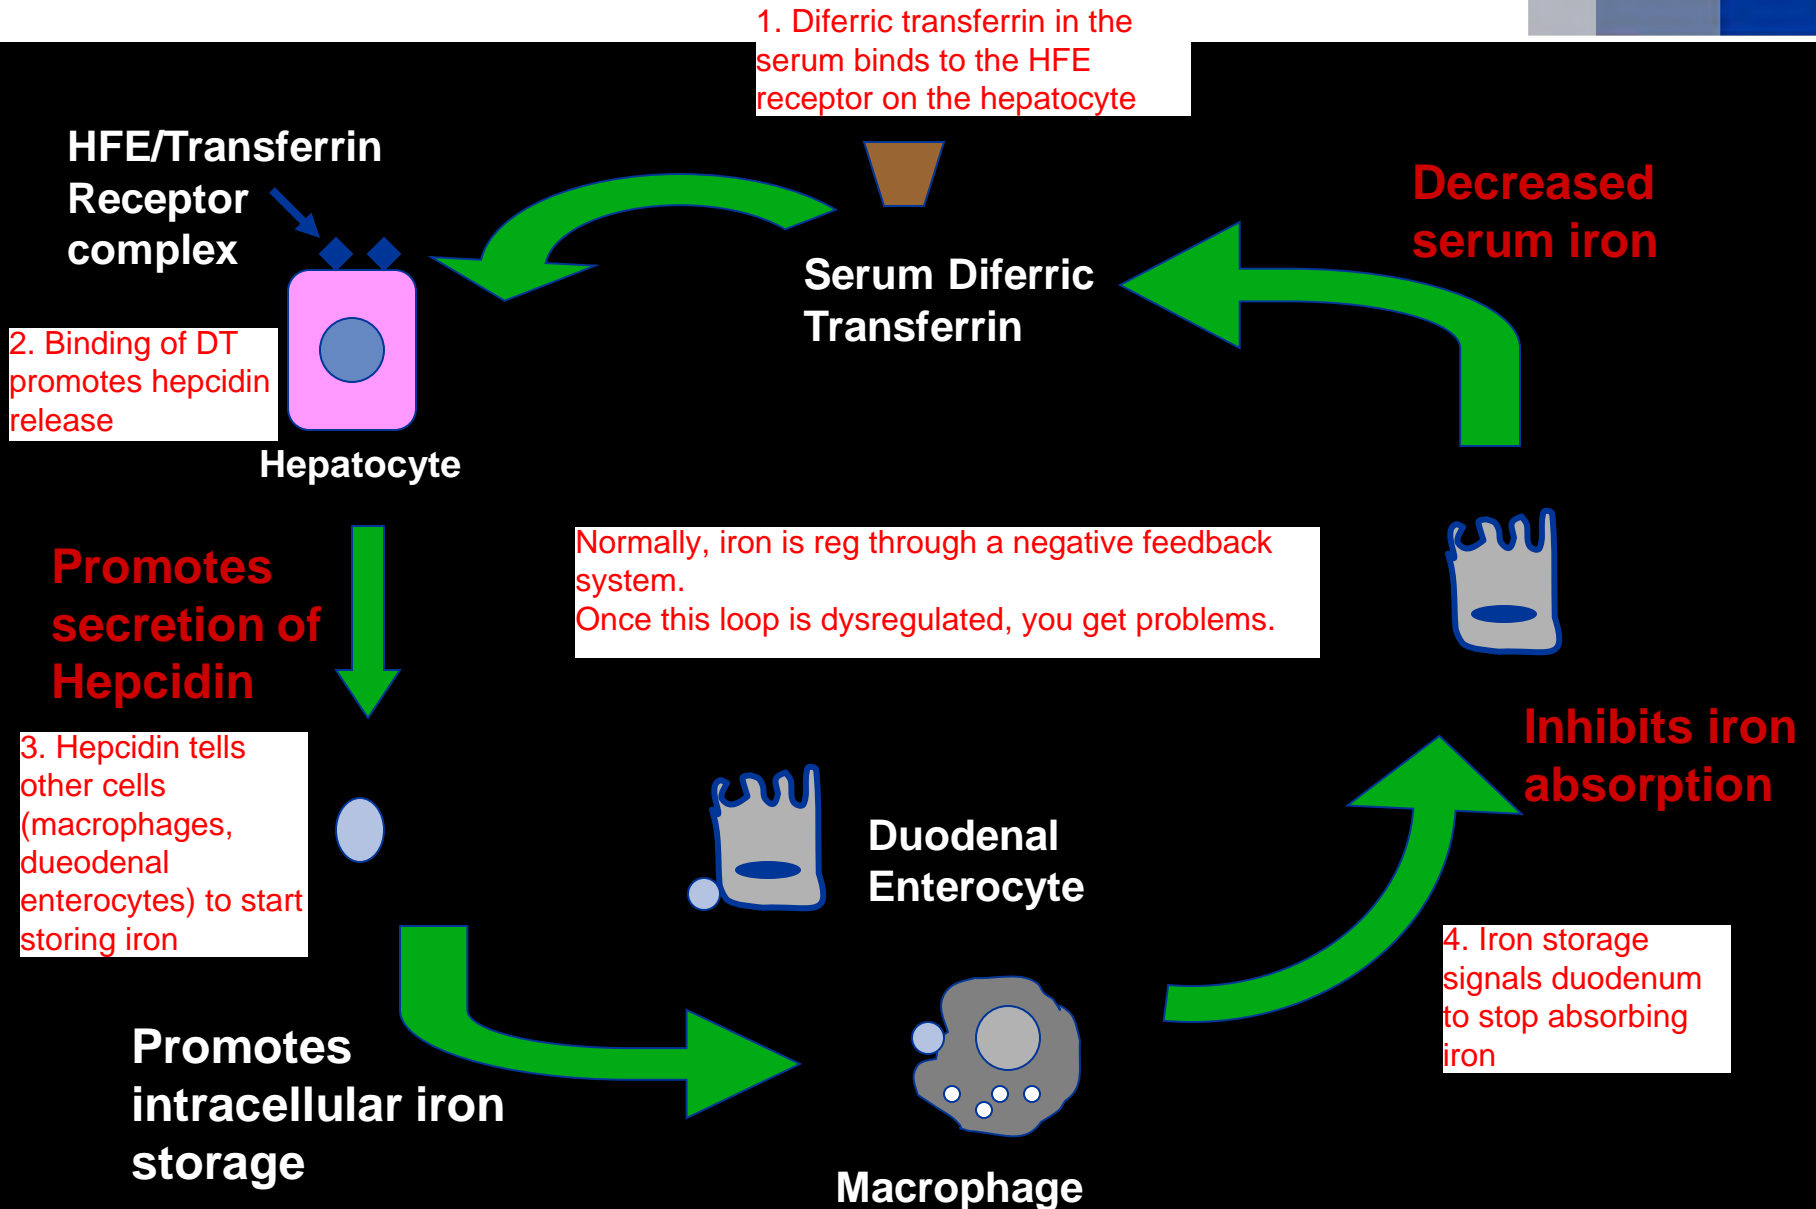 1. Diferric transferrin in the
serum binds to the HFE
receptor on the hepatocyte
HFE/Transferrin
Receptor
complex
Decreased
serum iron
Serum Diferric
Transferrin
2. Binding of DT
promotes hepcidin
release
Hepatocyte
Normally, iron is reg through a negative feedback
system.
Once this loop is dysregulated, you get problems.
Promotes
secretion of
Hepcidin
Inhibits iron
absorption
3. Hepcidin tells
other cells
(macrophages,
dueodenal
enterocytes) to start
storing iron
Duodenal
Enterocyte
4. Iron storage
signals duodenum
to stop absorbing
iron
Promotes
intracellular iron
storage
Macrophage